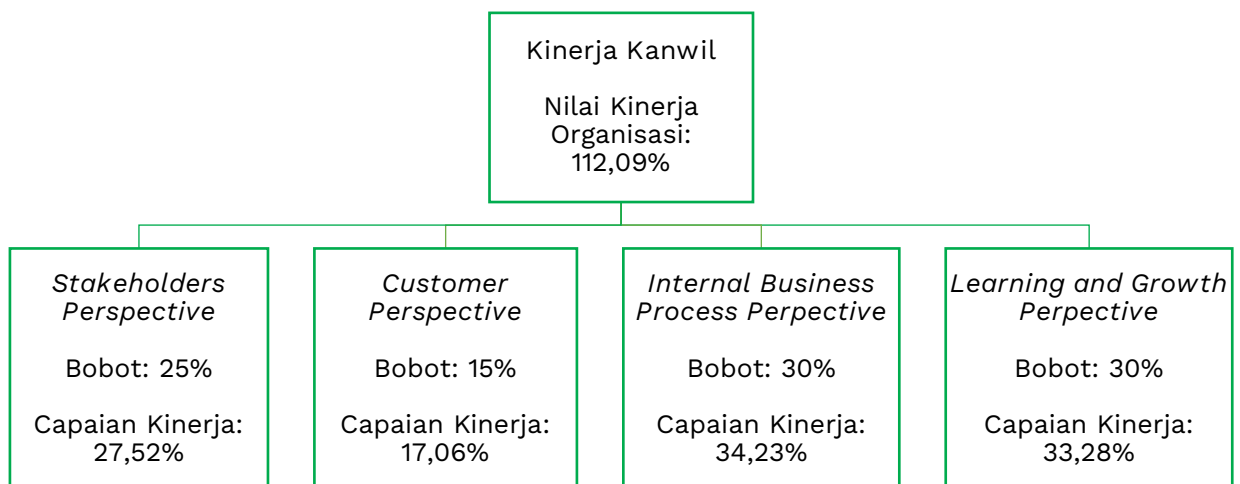 Kinerja Kanwil
Nilai Kinerja
Organisasi:
112,09%
Stakeholders
Perspective
Bobot: 25%
Capaian Kinerja:
27,52%
Customer
Perspective
Bobot: 15%
Capaian Kinerja:
17,06%
Internal Business
Process Perpective
Bobot: 30%
Capaian Kinerja:
34,23%
Learning and Growth
Perpective
Bobot: 30%
Capaian Kinerja:
33,28%